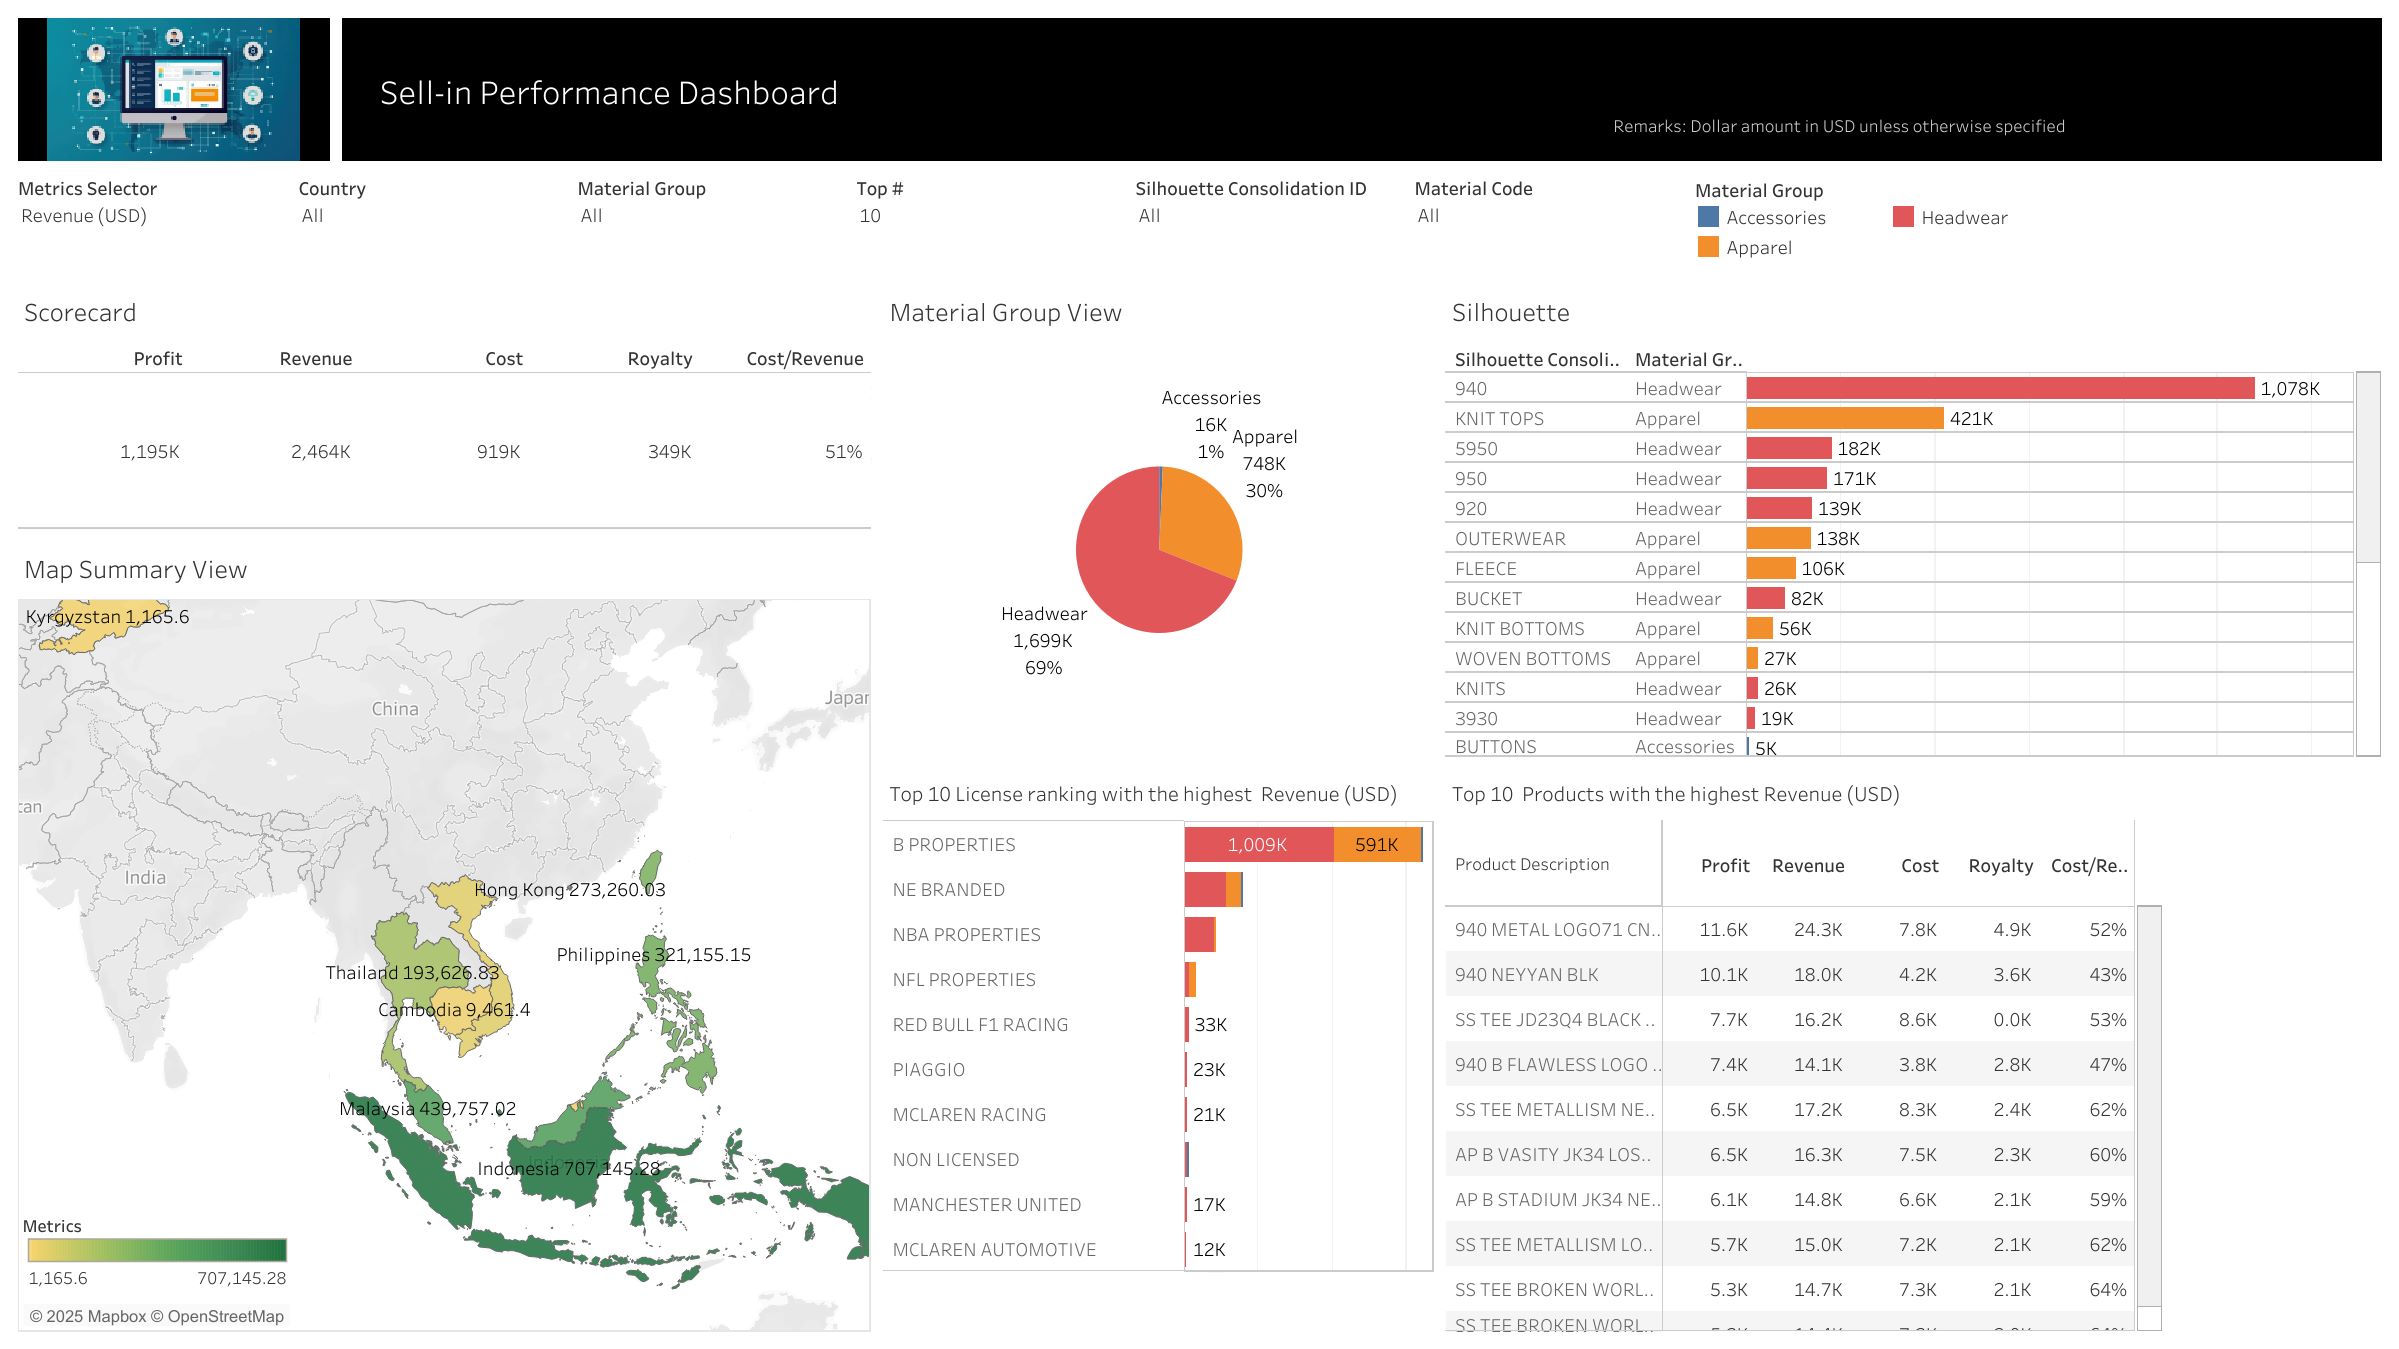 Sell-in Performance Dashboard
Remarks: Dollar amount in USD unless otherwise specified
Metrics Selector
Revenue (USD)
Country
All
Material Group
All
Top #
10
Silhouette Consolidation ID
All
Material Code
All
Material Group
Accessories
Headwear
Apparel
Scorecard
Profit Revenue Cost Royalty Cost/Revenue
1,195K 2,464K 919K 349K 51%
Map Summary View
Kyrgyzstan 1,165.6
China
Japan
India
Hong Kong 273,260.03
Philippines 321,155.15
Thailand 193,626.83
Cambodia 9,461.4
Malaysia 439,757.02
Indonesia
Indonesia 707,145.28
Metrics
1,165.6 707,145.28
© 2025 Mapbox © OpenStreetMap
Material Group View
Accessories
16K
1%
Apparel
748K
30%
Headwear
1,699K
69%
Silhouette
Silhouette Consoli.. Material Gr..
940 Headwear 1,078K
KNIT TOPS Apparel 421K
5950 Headwear 182K
950 Headwear 171K
920 Headwear 139K
OUTERWEAR Apparel 138K
FLEECE Apparel 106K
BUCKET Headwear 82K
KNIT BOTTOMS Apparel 56K
WOVEN BOTTOMS Apparel 27K
KNITS Headwear 26K
3930 Headwear 19K
BUTTONS Accessories 5K
Top 10 License ranking with the highest Revenue (USD)
B PROPERTIES 1,009K 591K
NE BRANDED
NBA PROPERTIES
NFL PROPERTIES
RED BULL F1 RACING 33K
PIAGGIO 23K
MCLAREN RACING 21K
NON LICENSED
MANCHESTER UNITED 17K
MCLAREN AUTOMOTIVE 12K
Top 10 Products with the highest Revenue (USD)
Product Description Profit Revenue Cost Royalty Cost/Re..
940 METAL LOGO71 CN.. 11.6K 24.3K 7.8K 4.9K 52%
940 NEYYAN BLK 10.1K 18.0K 4.2K 3.6K 43%
SS TEE JD23Q4 BLACK .. 7.7K 16.2K 8.6K 0.0K 53%
940 B FLAWLESS LOGO .. 7.4K 14.1K 3.8K 2.8K 47%
SS TEE METALLISM NE.. 6.5K 17.2K 8.3K 2.4K 62%
AP B VASITY JK34 LOS.. 6.5K 16.3K 7.5K 2.3K 60%
AP B STADIUM JK34 NE.. 6.1K 14.8K 6.6K 2.1K 59%
SS TEE METALLISM LO.. 5.7K 15.0K 7.2K 2.1K 62%
SS TEE BROKEN WORL.. 5.3K 14.7K 7.3K 2.1K 64%
SS TEE BROKEN WORL..